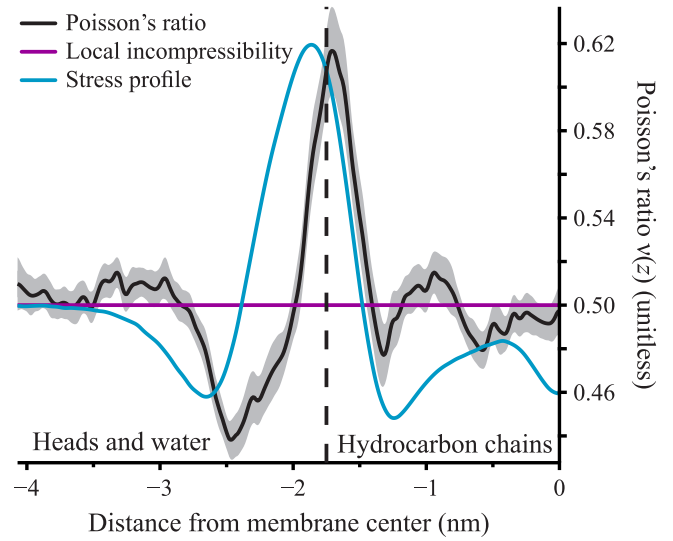 Poisson’s ratio
Local incompressibility
Stress profile
0.62
0.58
0.54
0.50
0.46
Poisson’s ratio ν(z) (unitless)
Heads and water
Hydrocarbon chains
−4
−3
−2
−1
0
Distance from membrane center (nm)